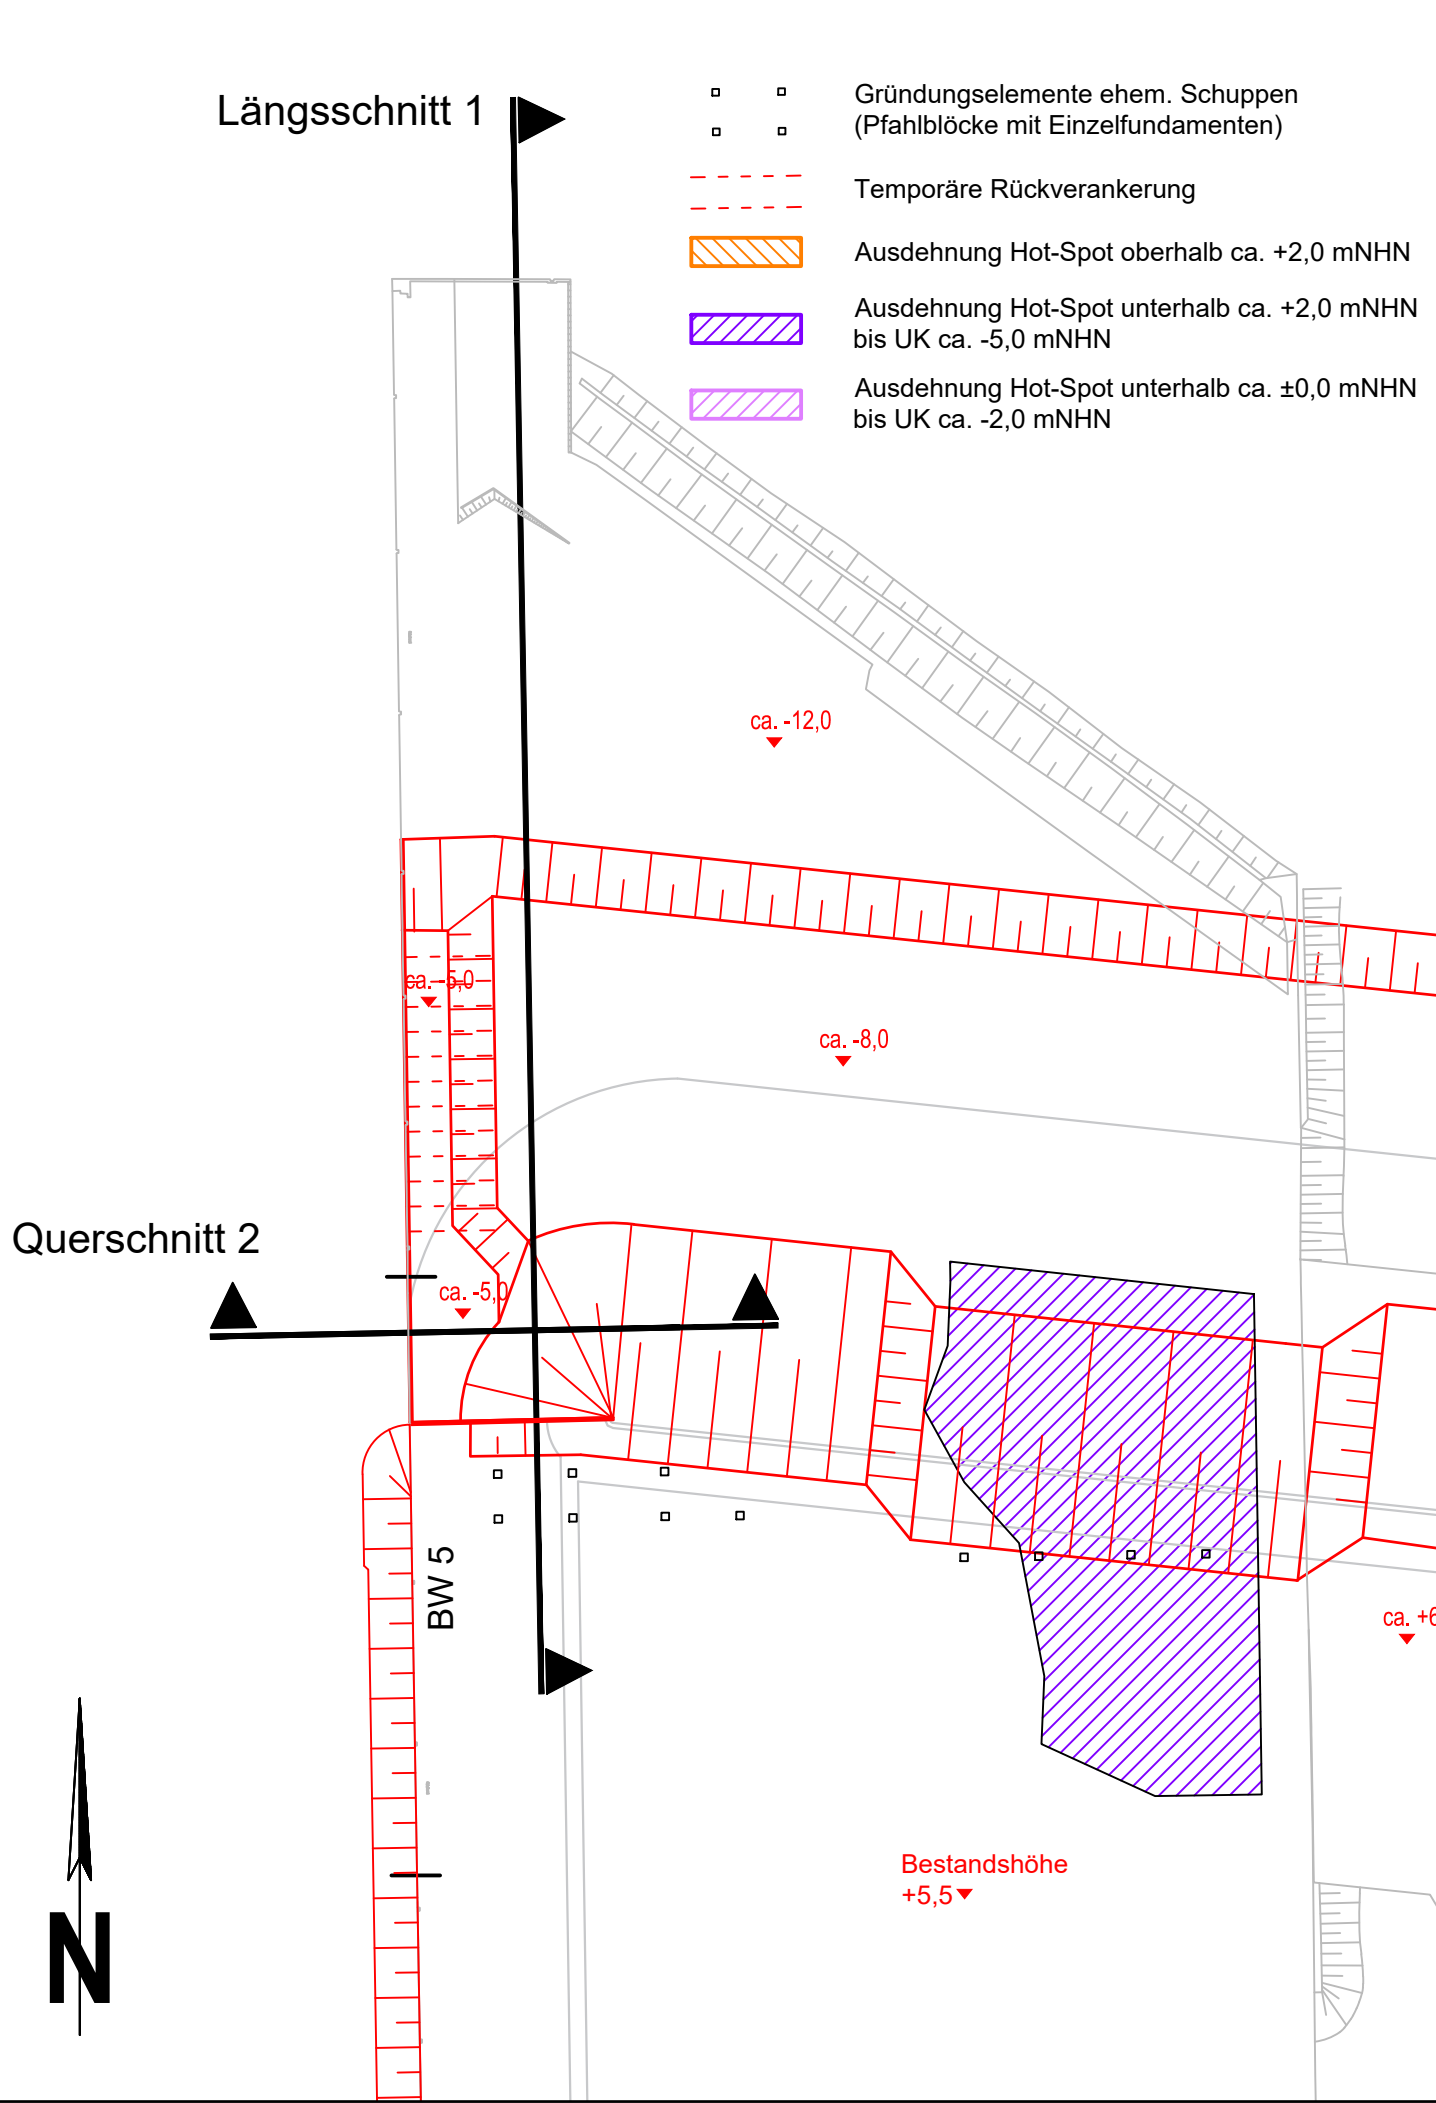 Längsschnitt 1
Gründungselemente ehem. Schuppen
(Pfahlblöcke mit Einzelfundamenten)
Temporäre Rückverankerung
Ausdehnung Hot-Spot oberhalb ca. +2,0 mNHN
Ausdehnung Hot-Spot unterhalb ca. +2,0 mNHN
bis UK ca. -5,0 mNHN
Ausdehnung Hot-Spot unterhalb ca. ±0,0 mNHN
bis UK ca. -2,0 mNHN
ca. -12,0
ca. -5,0
ca. -8,0
Querschnitt 2
ca. -5,0
BW 5
ca. +6
Bestandshöhe
+5,5
N